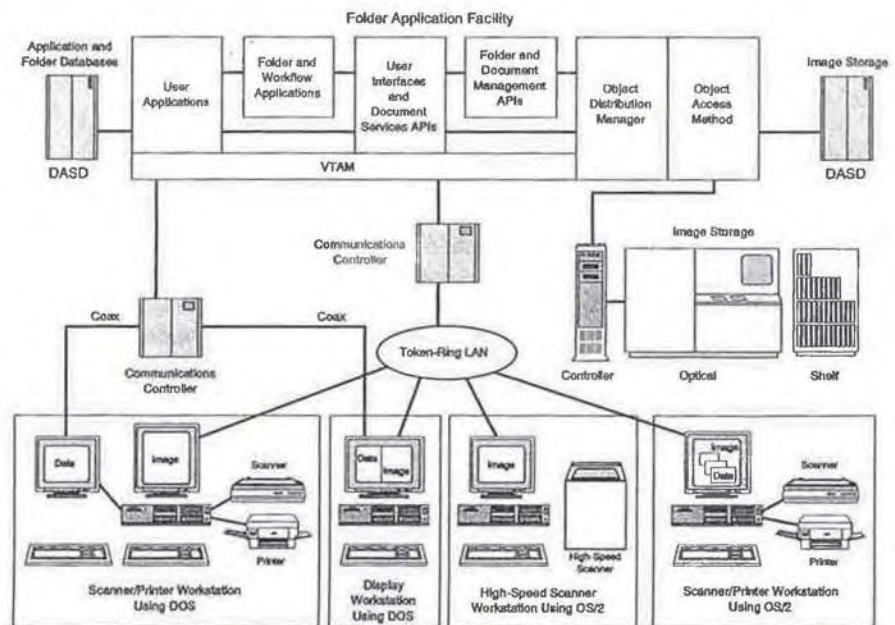 Folder Application Facility
Application and
Folder Databases
DASD
User
Applications
Folder and
Workflow
Applications
User
Interfaces
and
Document
Services APIs
Folder and
Document
Management
APIs
Object
Distribution
Manager
Object
Access
Method
Image Storage
DASD
VTAM
Communications
Controller
Image Storage
Coax
Coax
Communications
Controller
Token-Ring LAN
Controller
Optical
Shelf
Data
Image
Scanner
Printer
Scanner/Printer Workstation
Using DOS
Data
Image
Display
Workstation
Using DOS
Image
High-Speed
Scanner
High-Speed Scanner
Workstation Using OS/2
Image
Data
Scanner
Printer
Scanner/Printer Workstation
Using OS/2